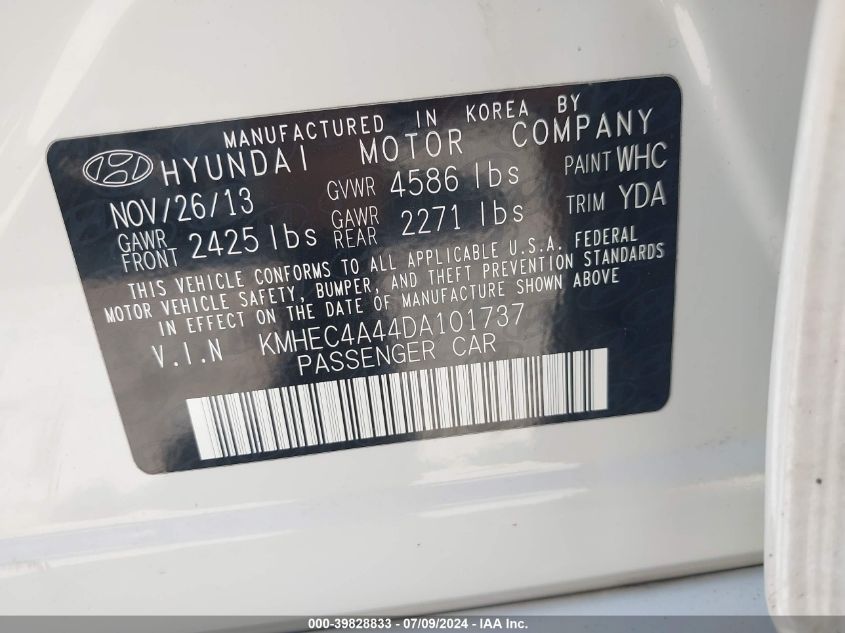 MANUFACTURED IN KOREA BY
HYUNDAI MOTOR COMPANY
NOV/26/13 GVWR 4586 lbs PAINT WHC
GAWR FRONT 2425 lbs GAWR REAR 2271 lbs TRIM YDA
THIS VEHICLE CONFORMS TO ALL APPLICABLE U.S.A. FEDERAL
MOTOR VEHICLE SAFETY, BUMPER, AND THEFT PREVENTION STANDARDS
IN EFFECT ON THE DATE OF MANUFACTURE SHOWN ABOVE
V.I.N KMHEC4A44DA101737
PASSENGER CAR
000-39828833 - 07/09/2024 - IAA Inc.